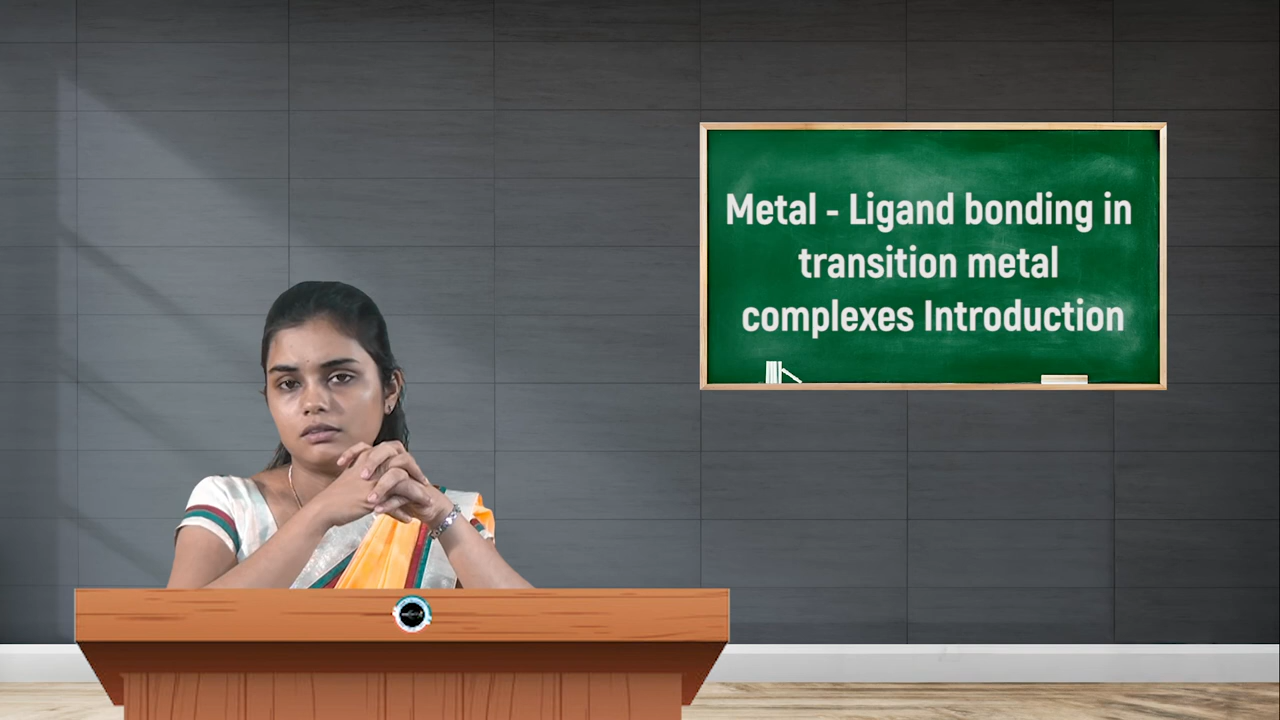 Metal - Ligand bonding in
transition metal
complexes Introduction